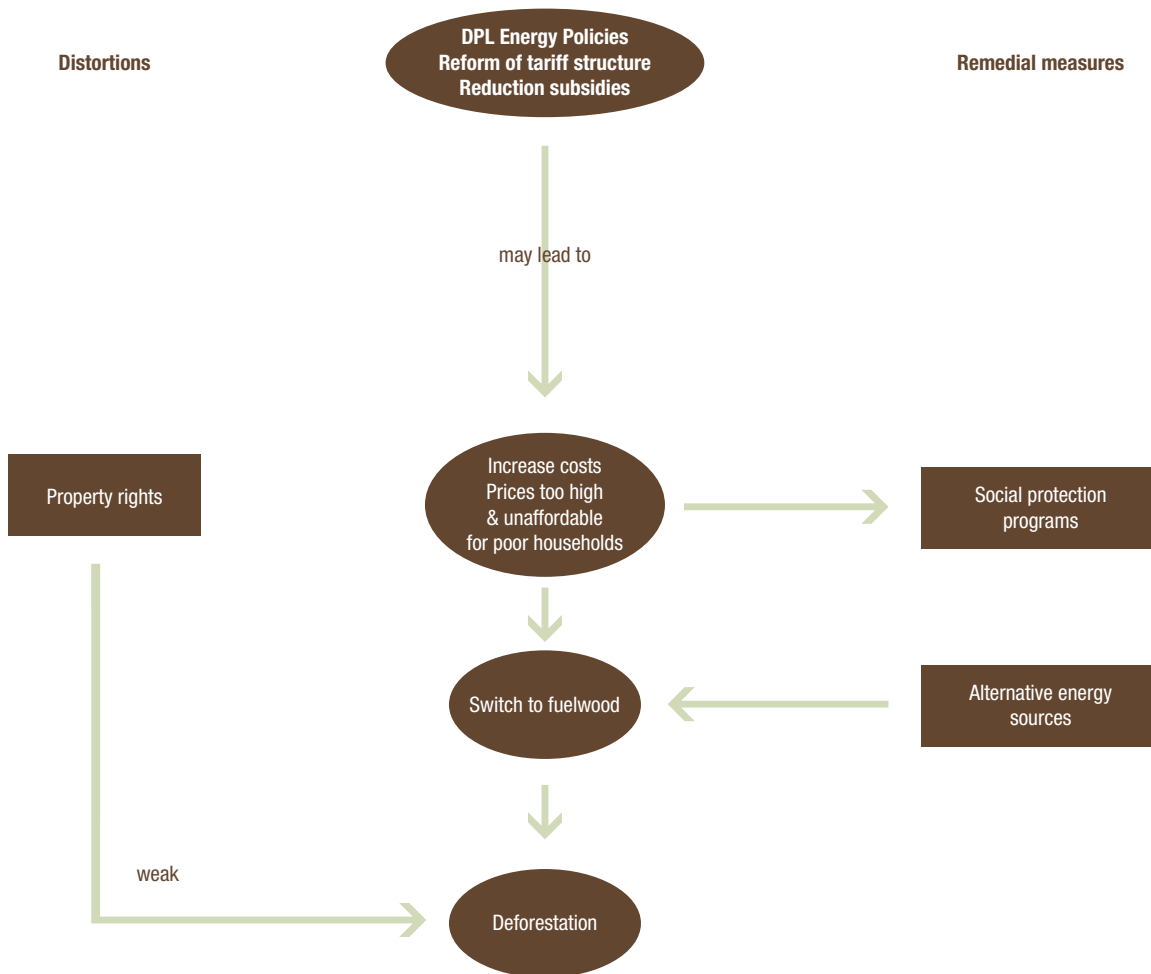 Distortions
DPL Energy Policies
Reform of tariff structure
Reduction subsidies
Remedial measures
may lead to
Property rights
Increase costs
Prices too high
& unaffordable
for poor households
Social protection
programs
Switch to fuelwood
Alternative energy
sources
weak
Deforestation